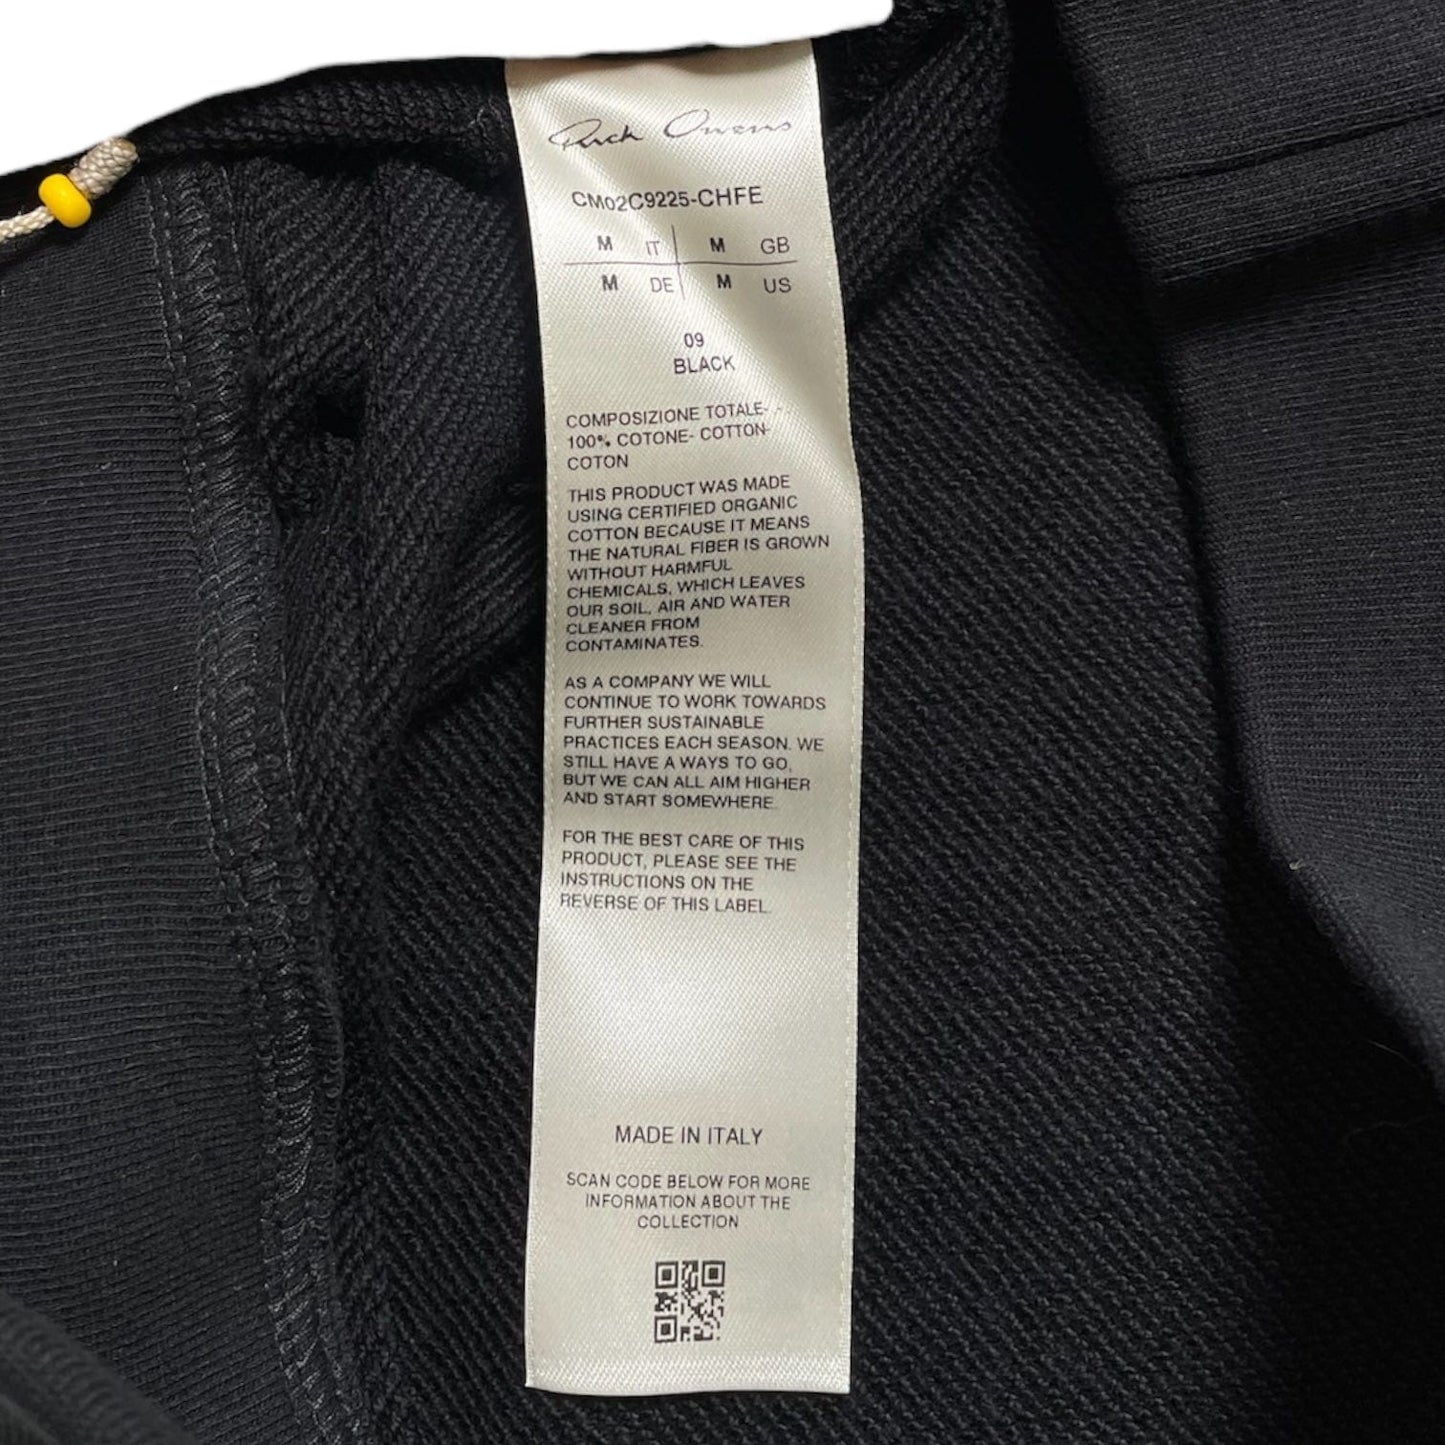 Rick Owens
CM02C9225-CHFE
M IT M GB
M DE M US
09
BLACK
COMPOSIZIONE TOTALE- -
100% COTONE- COTTON-
COTON
THIS PRODUCT WAS MADE
USING CERTIFIED ORGANIC
COTTON BECAUSE IT MEANS
THE NATURAL FIBER IS GROWN
WITHOUT HARMFUL
CHEMICALS, WHICH LEAVES
OUR SOIL, AIR AND WATER
CLEANER FROM
CONTAMINATES.
AS A COMPANY WE WILL
CONTINUE TO WORK TOWARDS
FURTHER SUSTAINABLE
PRACTICES EACH SEASON. WE
STILL HAVE A WAYS TO GO,
BUT WE CAN ALL AIM HIGHER
AND START SOMEWHERE.
FOR THE BEST CARE OF THIS
PRODUCT, PLEASE SEE THE
INSTRUCTIONS ON THE
REVERSE OF THIS LABEL.
MADE IN ITALY
SCAN CODE BELOW FOR MORE
INFORMATION ABOUT THE
COLLECTION